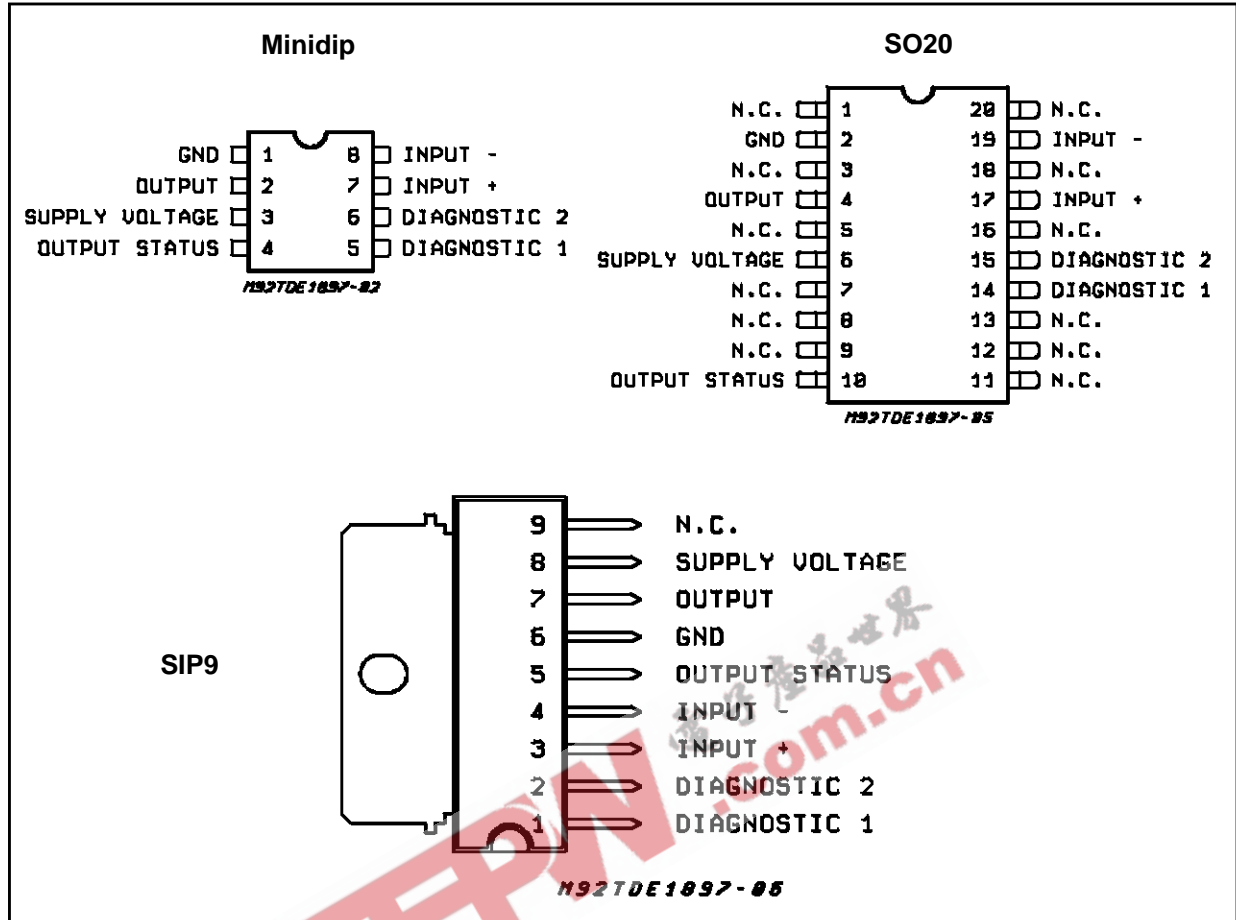 Minidip
GND 1 8 INPUT -
OUTPUT 2 7 INPUT +
SUPPLY VOLTAGE 3 6 DIAGNOSTIC 2
OUTPUT STATUS 4 5 DIAGNOSTIC 1
M92TDE1897-02
SO20
N.C. 1 20 N.C.
GND 2 19 INPUT -
N.C. 3 18 N.C.
OUTPUT 4 17 INPUT +
N.C. 5 16 N.C.
SUPPLY VOLTAGE 6 15 DIAGNOSTIC 2
N.C. 7 14 DIAGNOSTIC 1
N.C. 8 13 N.C.
N.C. 9 12 N.C.
OUTPUT STATUS 10 11 N.C.
M92TDE1897-05
SIP9
9 N.C.
8 SUPPLY VOLTAGE
7 OUTPUT
6 GND
5 OUTPUT STATUS
4 INPUT -
3 INPUT +
2 DIAGNOSTIC 2
1 DIAGNOSTIC 1
M92TDE1897-06
產品世界
.com.cn